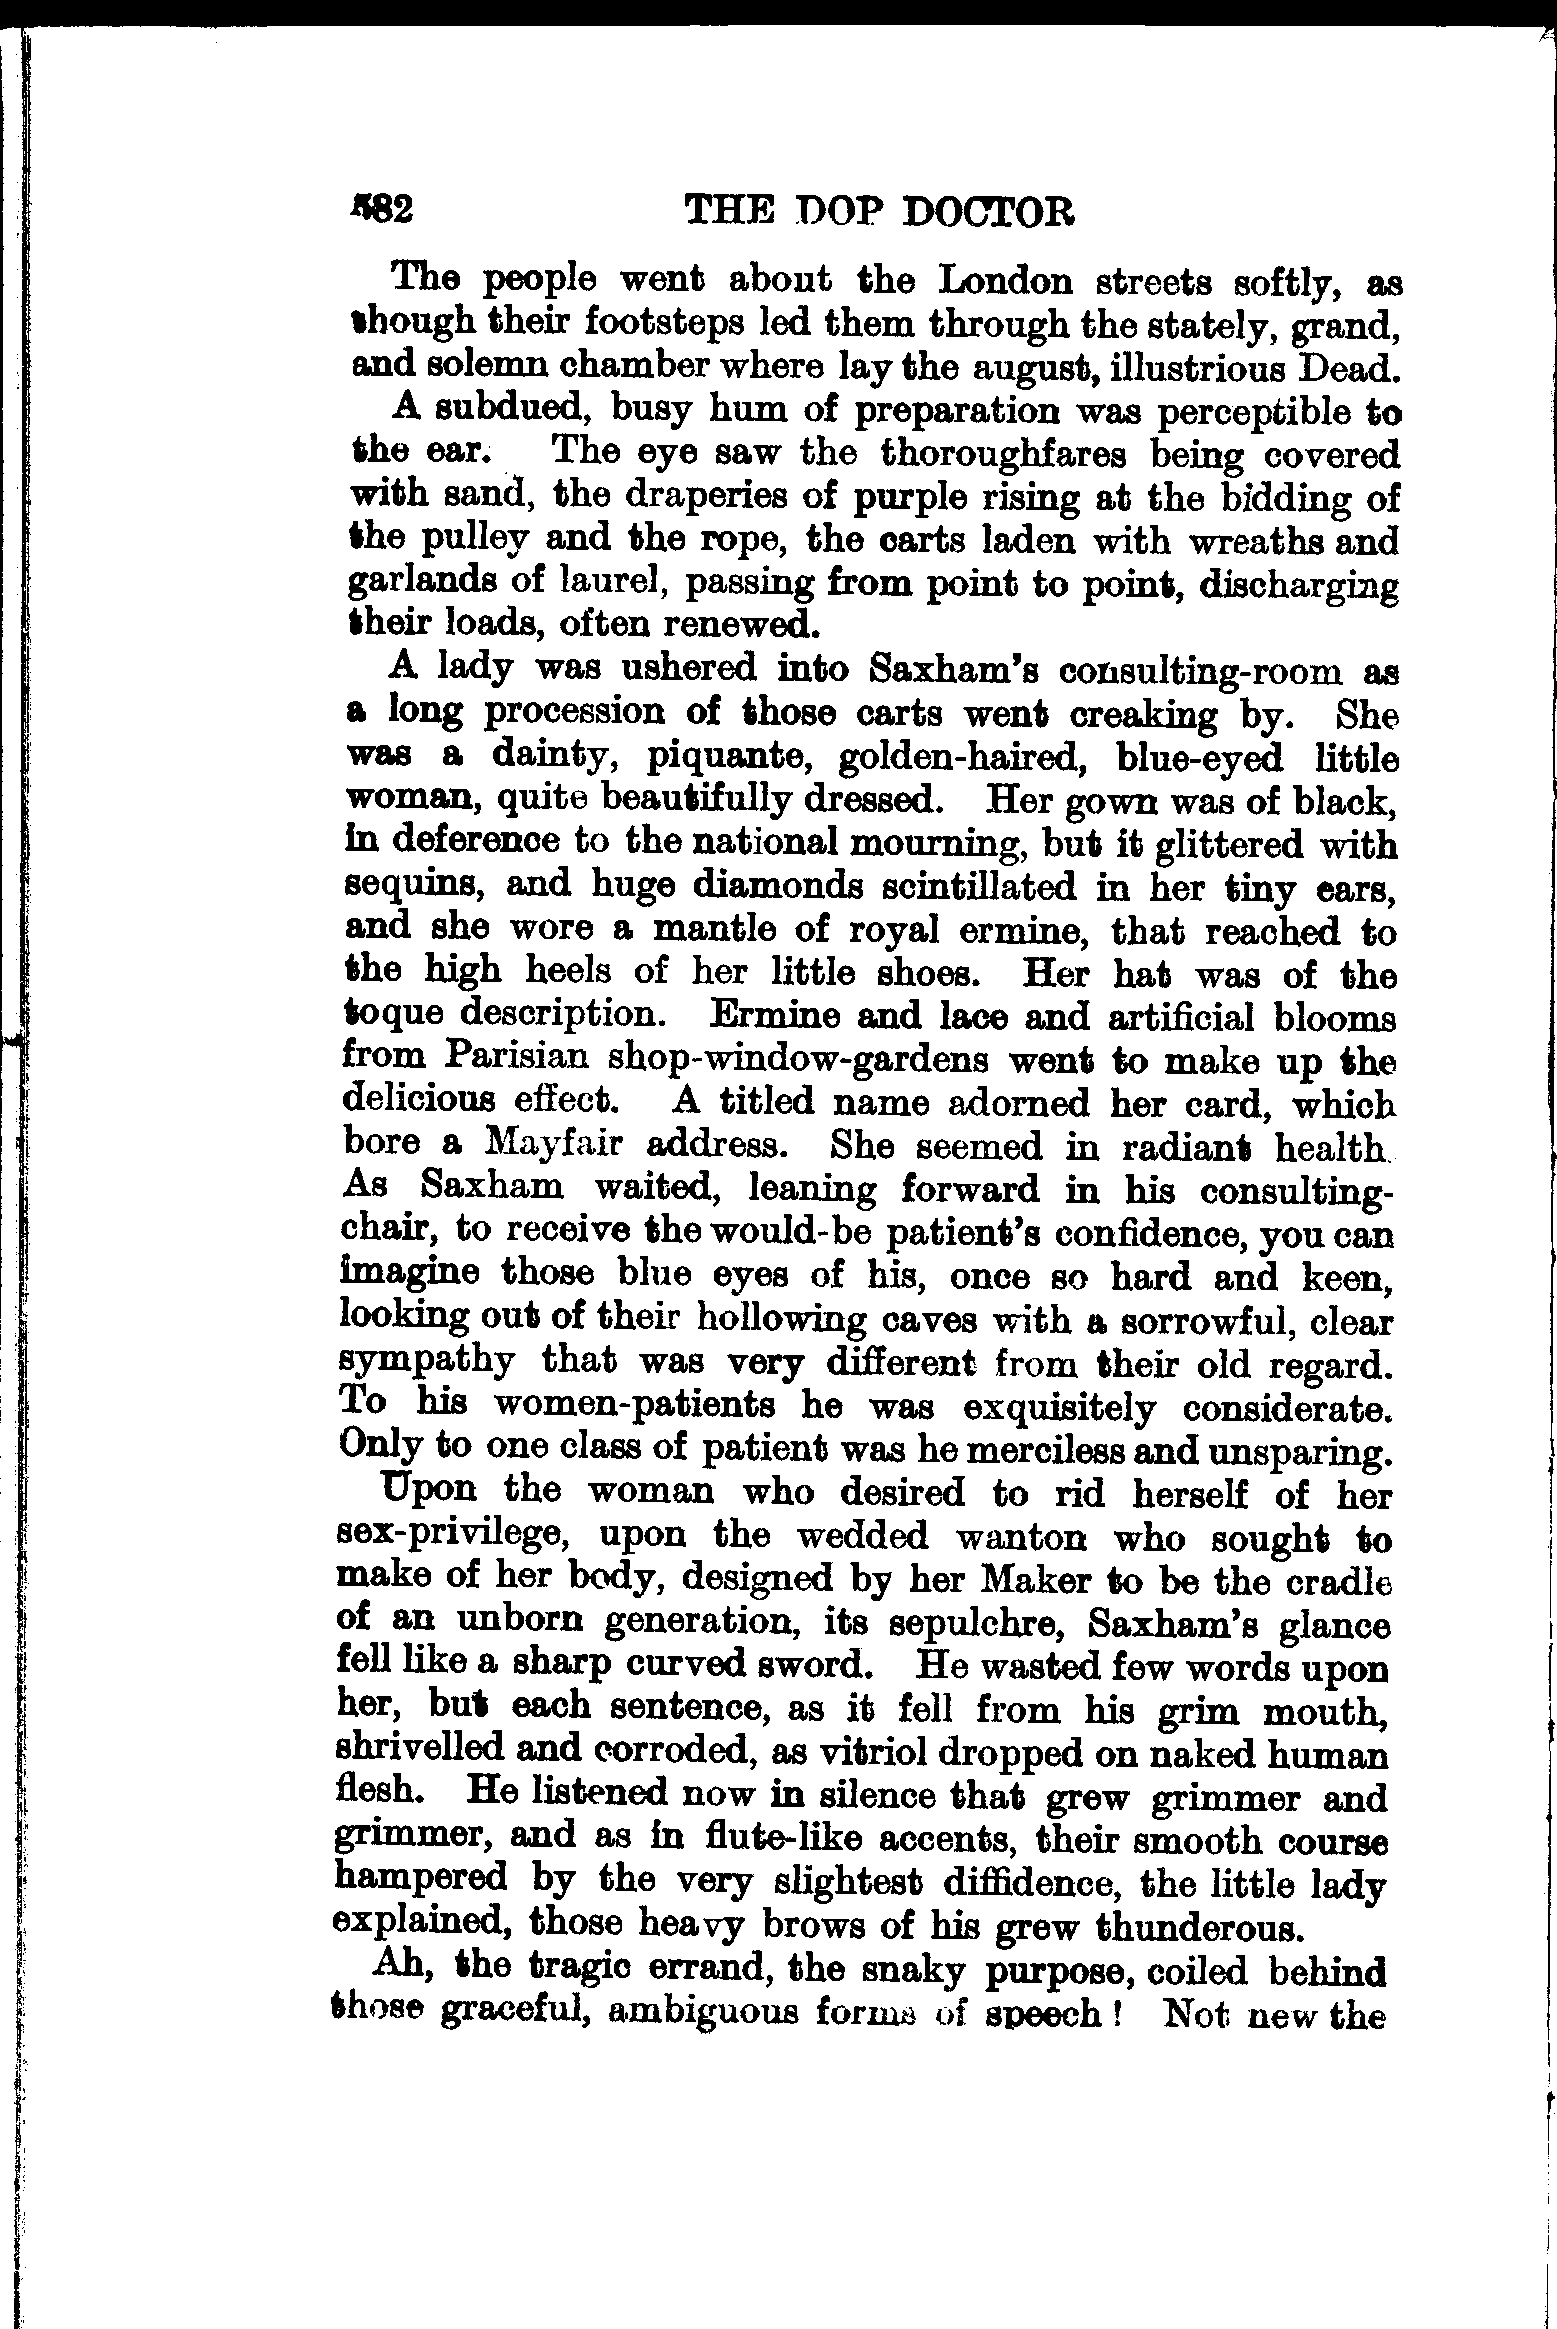 582 THE DOP DOCTOR
The people went about the London streets softly, as
though their footsteps led them through the stately, grand,
and solemn chamber where lay the august, illustrious Dead.
A subdued, busy hum of preparation was perceptible to
the ear. The eye saw the thoroughfares being covered
with sand, the draperies of purple rising at the bidding of
the pulley and the rope, the carts laden with wreaths and
garlands of laurel, passing from point to point, discharging
their loads, often renewed.
A lady was ushered into Saxham's consulting-room as
a long procession of those carts went creaking by. She
was a dainty, piquante, golden-haired, blue-eyed little
woman, quite beautifully dressed. Her gown was of black,
in deference to the national mourning, but it glittered with
sequins, and huge diamonds scintillated in her tiny ears,
and she wore a mantle of royal ermine, that reached to
the high heels of her little shoes. Her hat was of the
toque description. Ermine and lace and artificial blooms
from Parisian shop-window-gardens went to make up the
delicious effect. A titled name adorned her card, which
bore a Mayfair address. She seemed in radiant health.
As Saxham waited, leaning forward in his consulting-
chair, to receive the would-be patient's confidence, you can
imagine those blue eyes of his, once so hard and keen,
looking out of their hollowing caves with a sorrowful, clear
sympathy that was very different from their old regard.
To his women-patients he was exquisitely considerate.
Only to one class of patient was he merciless and unsparing.
Upon the woman who desired to rid herself of her
sex-privilege, upon the wedded wanton who sought to
make of her body, designed by her Maker to be the cradle
of an unborn generation, its sepulchre, Saxham's glance
fell like a sharp curved sword. He wasted few words upon
her, but each sentence, as it fell from his grim mouth,
shrivelled and corroded, as vitriol dropped on naked human
flesh. He listened now in silence that grew grimmer and
grimmer, and as in flute-like accents, their smooth course
hampered by the very slightest diffidence, the little lady
explained, those heavy brows of his grew thunderous.
Ah, the tragic errand, the snaky purpose, coiled behind
those graceful, ambiguous forms of speech! Not new the